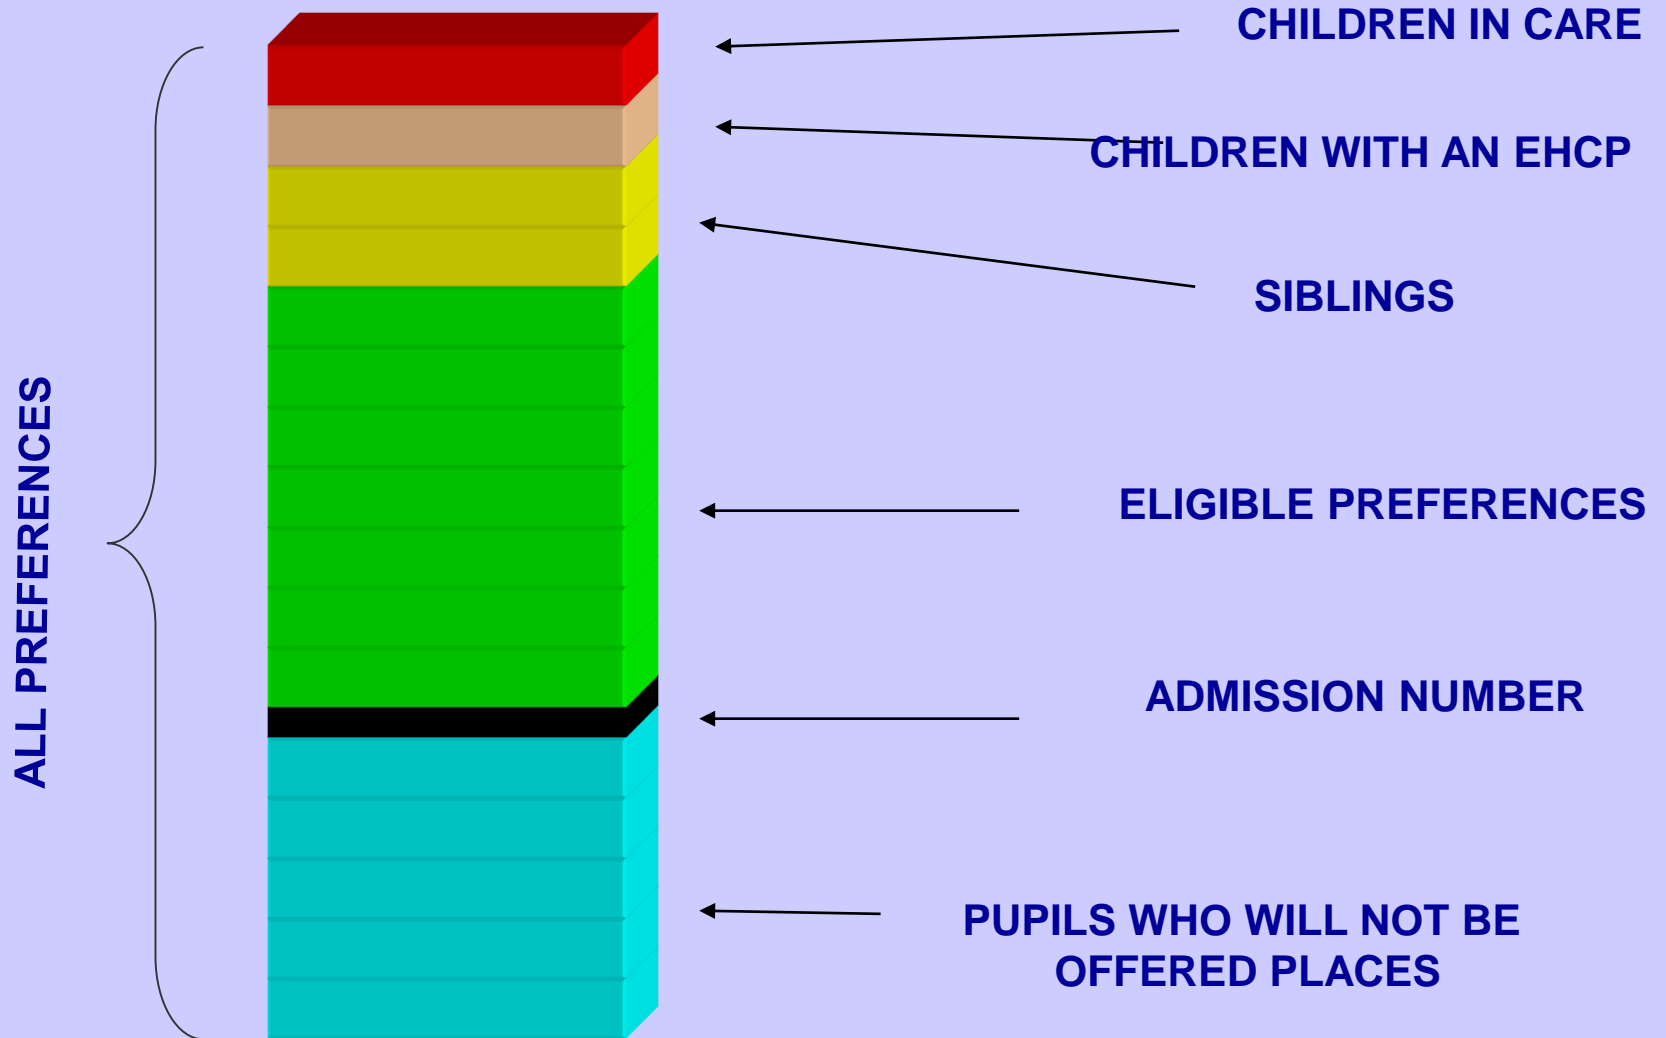 CHILDREN IN CARE
CHILDREN WITH AN EHCP
SIBLINGS
ALL PREFERENCES
ELIGIBLE PREFERENCES
ADMISSION NUMBER
PUPILS WHO WILL NOT BE
OFFERED PLACES